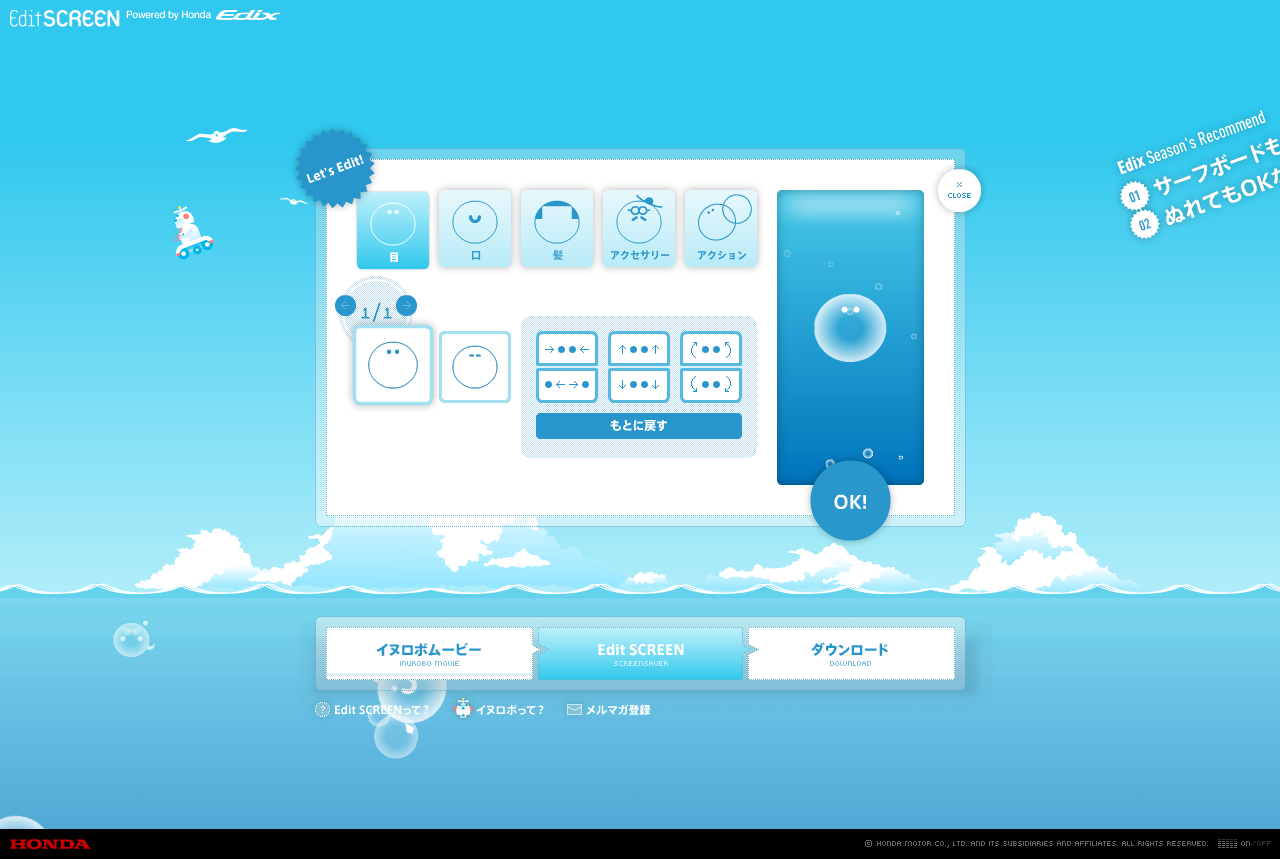 Edit SCREEN Powered by Honda Edix
Edix Season's Recommend
01 サーフボードも
02 ぬれてもOK
Let's Edit!
× CLOSE
目
口
髪
アクセサリー
アクション
1/1
もとに戻す
OK!
イヌロボムービー
INUROBO MOVIE
Edit SCREEN
SCREENSAVER
ダウンロード
DOWNLOAD
? Edit SCREENって?
イヌロボって?
メルマガ登録
HONDA
© HONDA MOTOR CO., LTD. AND ITS SUBSIDIARIES AND AFFILIATES. ALL RIGHTS RESERVED.
ON/OFF